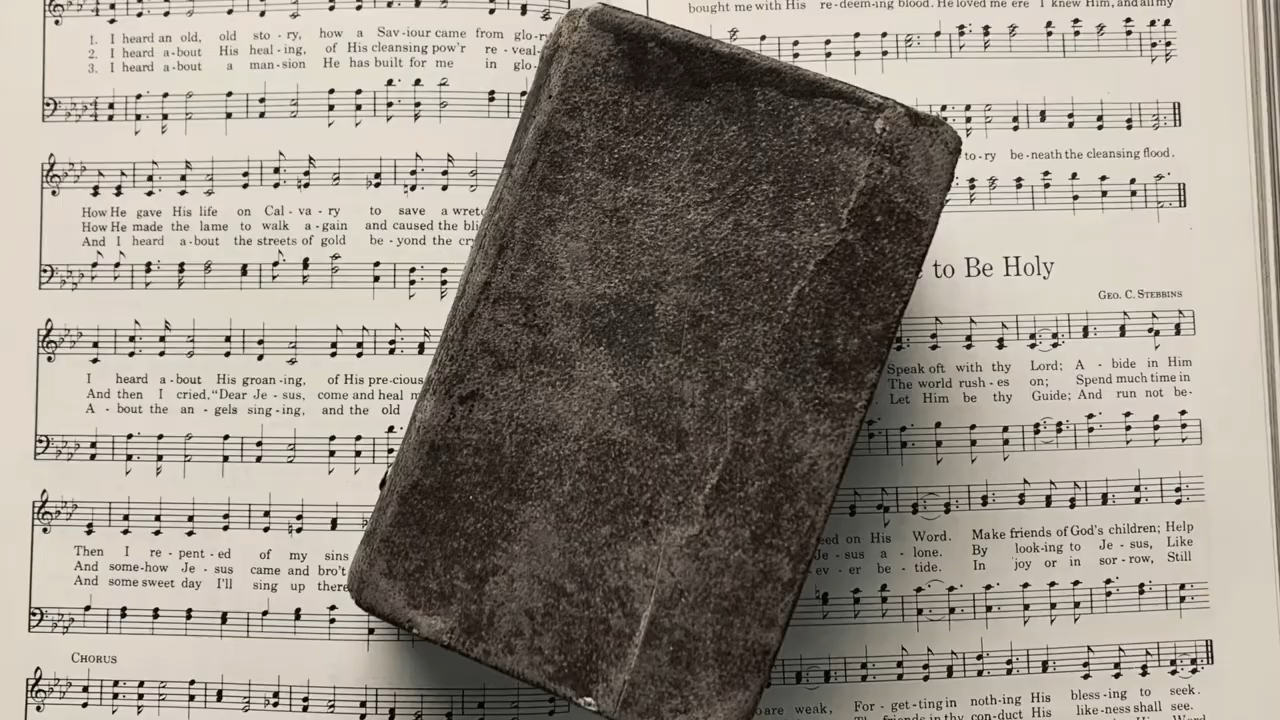 1. I heard an old, old sto - ry, how a Sav - iour came from glo-
2. I heard a - bout His heal - ing, of His cleansing pow'r re - veal-
3. I heard a - bout a man - sion He has built for me in glo-
How He gave His life on Cal - va - ry to save a
How He made the lame to walk a - gain and caused the
And I heard a - bout the streets of gold be - yond the
I heard a - bout His groan - ing, of His pre - cious
And then I cried, "Dear Je - sus, come and heal
A - bout the an - gels sing - ing, and the old
Then I re - pent - ed of my sins
And some - how Je - sus came and bro't
And some sweet day I'll sing up there
CHORUS
bought me with His re - deem - ing blood. He loved me ere I knew Him, and all my
to - ry be - neath the cleansing flood.
to Be Holy
GEO. C. STEBBINS
Speak oft with thy Lord; A - bide in Him
The world rush - es on; Spend much time in
Let Him be thy Guide; And run not be-
on His Word. Make friends of God's children; Help
Je - sus a - lone. By look - ing to Je - sus, Like
ev - er be - tide. In joy or in sor - row, Still
are weak, For - get - ting in noth - ing His bless - ing to seek.
friends in thy con - duct His like - ness shall see.